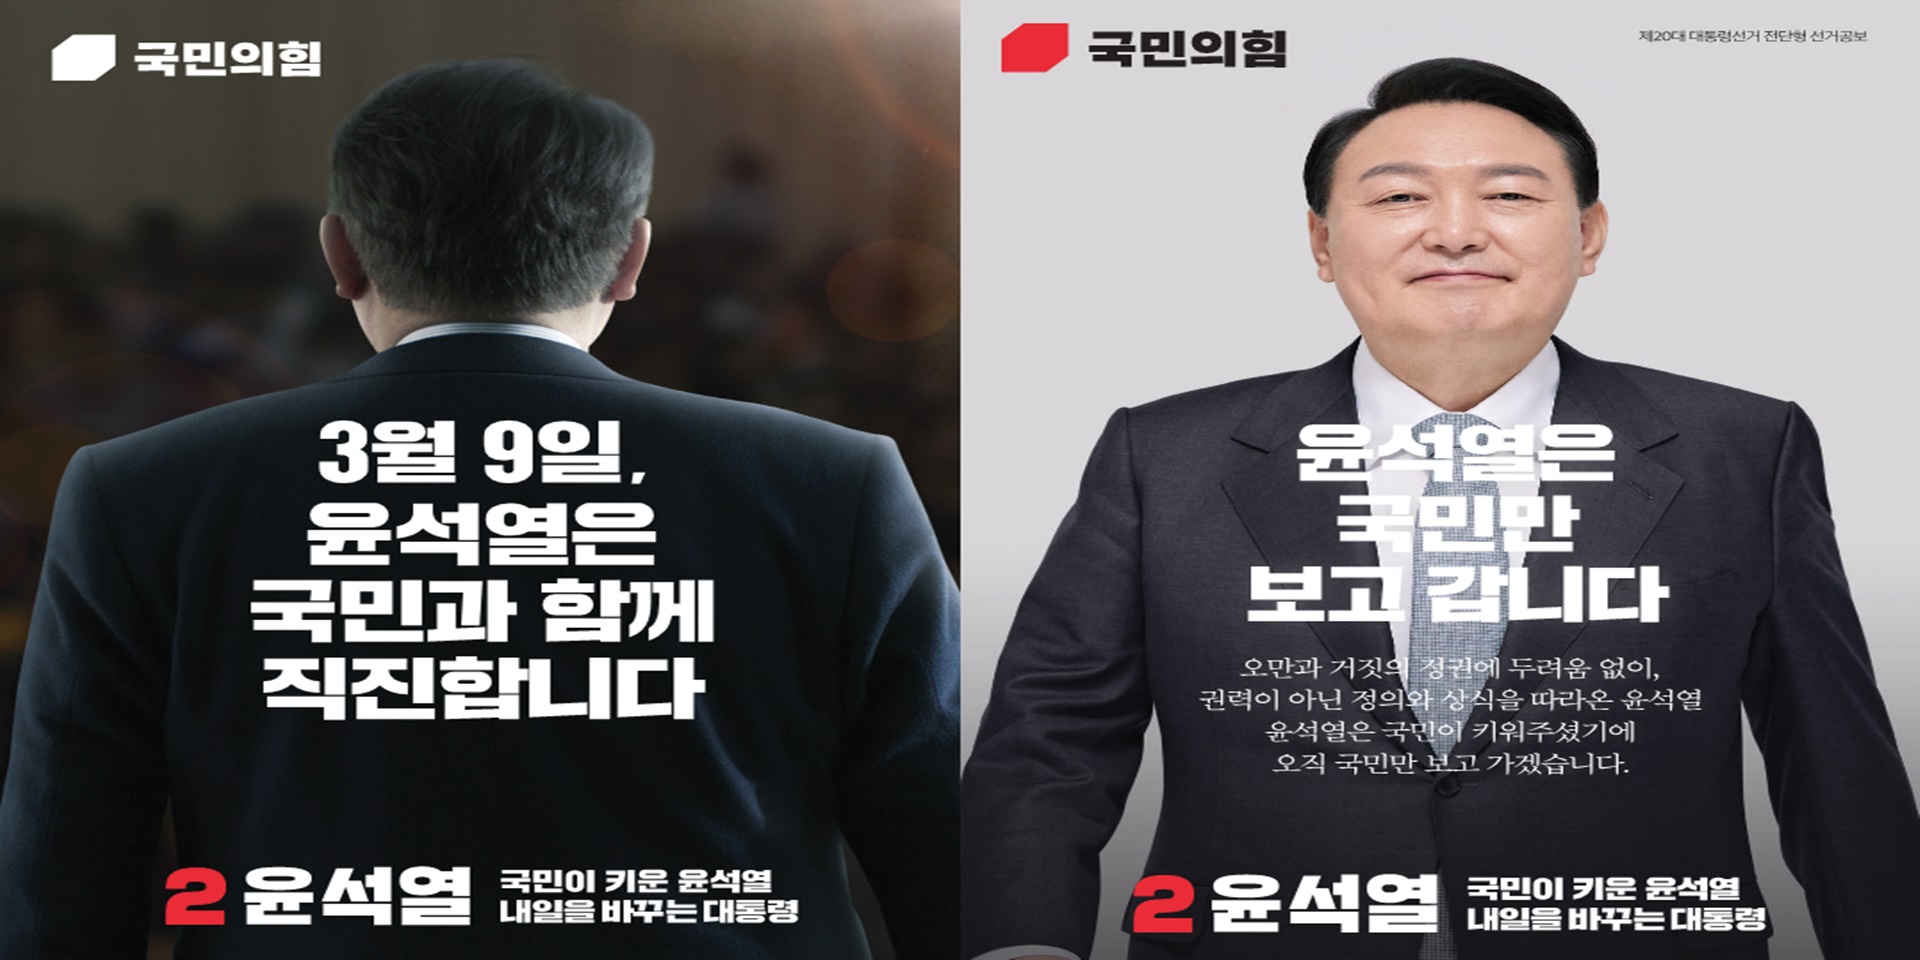 국민의힘
3월 9일,
윤석열은
국민과 함께
직진합니다
2 윤석열
국민이 키운 윤석열
내일을 바꾸는 대통령
국민의힘
제20대 대통령선거 전단형 선거공보
윤석열은
국민만
보고 갑니다
오만과 거짓의 정권에 두려움 없이,
권력이 아닌 정의와 상식을 따라온 윤석열
윤석열은 국민이 키워주셨기에
오직 국민만 보고 가겠습니다.
2 윤석열
국민이 키운 윤석열
내일을 바꾸는 대통령